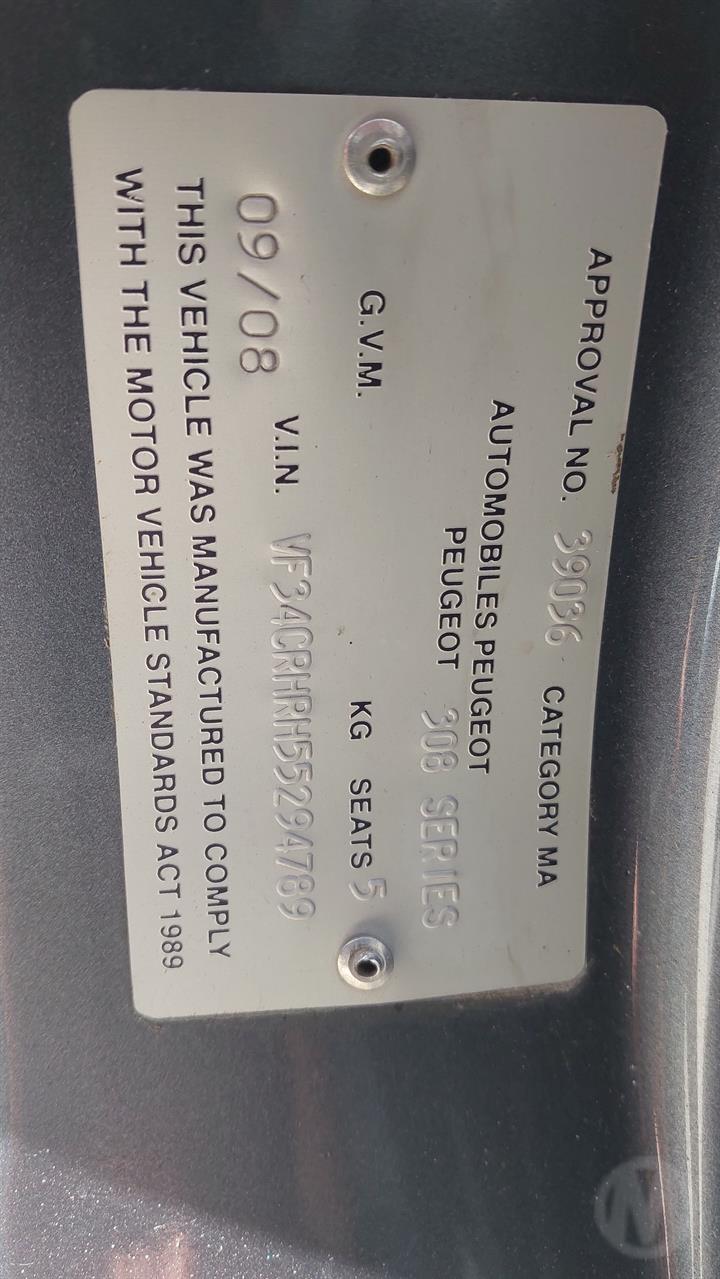 APPROVAL NO. 39036 CATEGORY MA
AUTOMOBILES PEUGEOT
PEUGEOT 308 SERIES
G.V.M. KG SEATS 5
09/08 V.I.N. VF34CRHRH55294789
THIS VEHICLE WAS MANUFACTURED TO COMPLY
WITH THE MOTOR VEHICLE STANDARDS ACT 1989
M